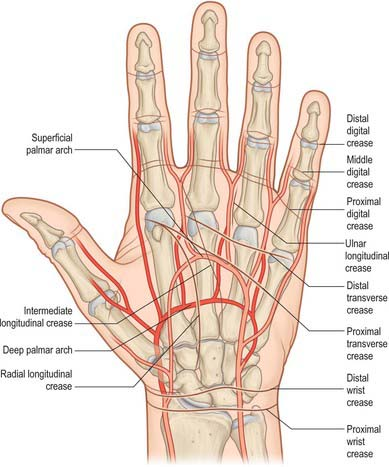 Superficial
palmar arch
Intermediate
longitudinal crease
Deep palmar arch
Radial longitudinal
crease
Distal
digital
crease
Middle
digital
crease
Proximal
digital
crease
Ulnar
longitudinal
crease
Distal
transverse
crease
Proximal
transverse
crease
Distal
wrist
crease
Proximal
wrist
crease